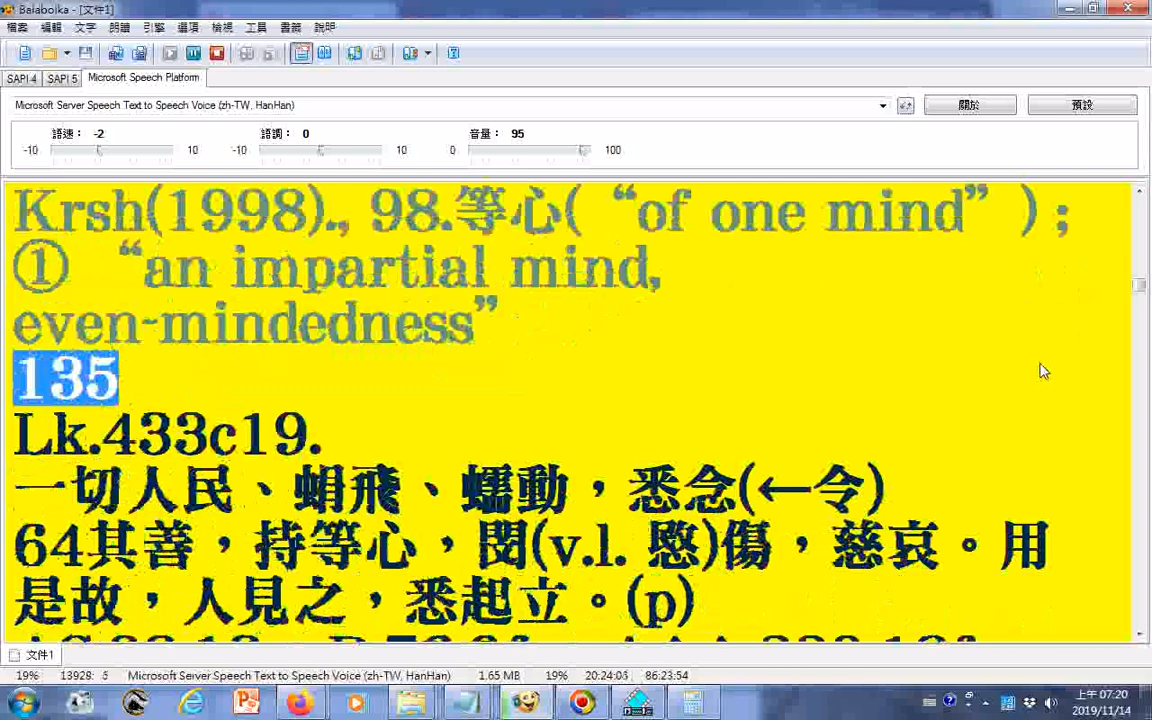 Balabolka - [文件1]
檔案 編輯 文字 朗讀 引擎 選項 檢視 工具 書籤 說明
SAPI 4 SAPI 5 Microsoft Speech Platform
Microsoft Server Speech Text to Speech Voice (zh-TW, HanHan) 關於 預設
語速： -2 語調： 0 音量： 95
-10 10 -10 10 0 100
Krsh(1998)., 98.等心(“of one mind”)；
① “an impartial mind,
even-mindedness”
135
Lk.433c19.
一切人民、蜎飛、蠕動，悉念(←令)
64其善，持等心，閔(v.l. 愍)傷，慈哀。用
是故，人見之，悉起立。(p)
文件1
19% 13928: 5 Microsoft Server Speech Text to Speech Voice (zh-TW, HanHan) 1.65 MB 19% 20:24:03 86:23:54
上午 07:20
2019/11/14